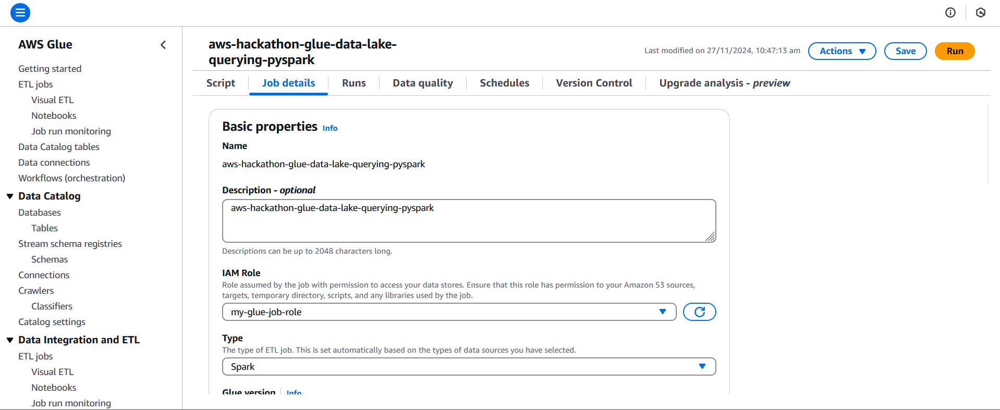 AWS Glue
Getting started
ETL jobs
Visual ETL
Notebooks
Job run monitoring
Data Catalog tables
Data connections
Workflows (orchestration)
Data Catalog
Databases
Tables
Stream schema registries
Schemas
Connections
Crawlers
Classifiers
Catalog settings
Data Integration and ETL
ETL jobs
Visual ETL
Notebooks
Job run monitoring
aws-hackathon-glue-data-lake-
querying-pyspark
Last modified on 27/11/2024, 10:47:13 am
Actions
Save
Run
Script
Job details
Runs
Data quality
Schedules
Version Control
Upgrade analysis - preview
Basic properties Info
Name
aws-hackathon-glue-data-lake-querying-pyspark
Description - optional
aws-hackathon-glue-data-lake-querying-pyspark
Descriptions can be up to 2048 characters long.
IAM Role
Role assumed by the job with permission to access your data stores. Ensure that this role has permission to your Amazon S3 sources,
targets, temporary directory, scripts, and any libraries used by the job.
my-glue-job-role
Type
The type of ETL job. This is set automatically based on the types of data sources you have selected.
Spark
Glue version Info